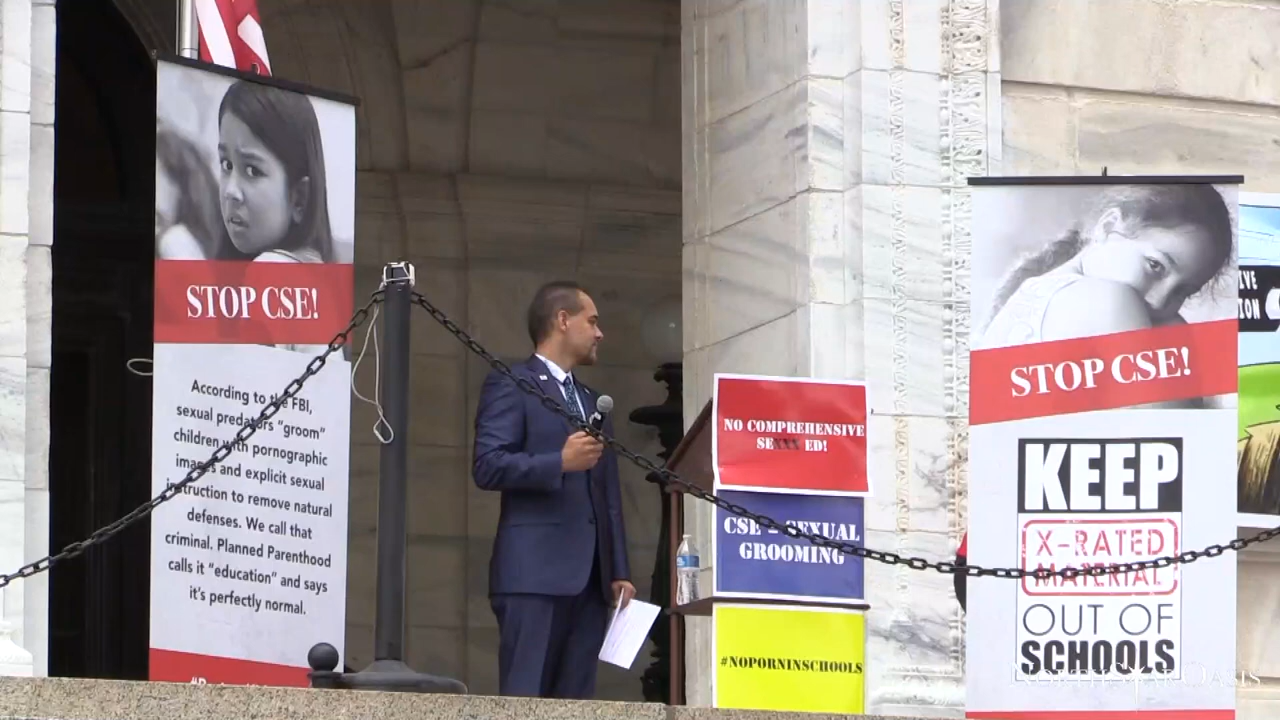 STOP CSE!
According to the FBI,
sexual predators "groom"
children with pornographic
images and explicit sexual
instruction to remove natural
defenses. We call that
criminal. Planned Parenthood
calls it "education" and says
it's perfectly normal.
NO COMPREHENSIVE
SEXXX ED!
CSE = SEXUAL
GROOMING
#NOPORNINSCHOOLS
STOP CSE!
KEEP
X-RATED
MATERIAL
OUT OF
SCHOOLS
IVE
ION